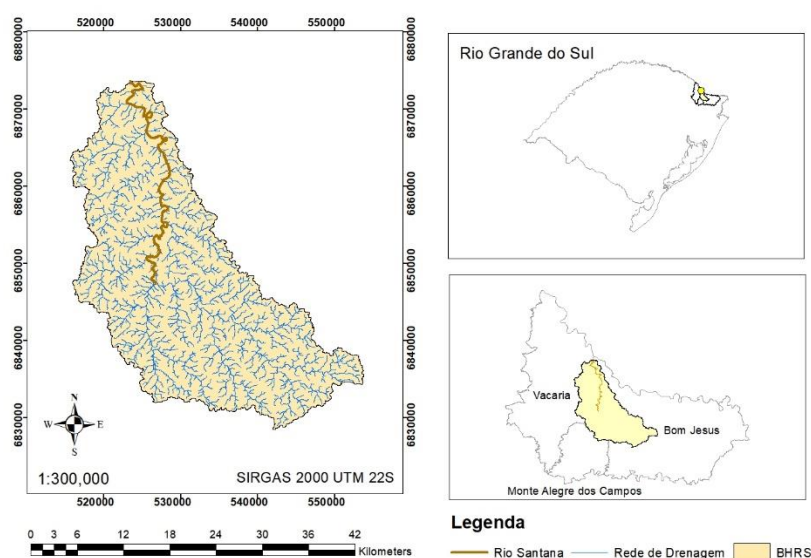 520000 530000 540000 550000
6880000
6870000
6860000
6850000
6840000
6830000
6880000
6870000
6860000
6850000
6840000
6830000
N
W E
S
1:300,000
SIRGAS 2000 UTM 22S
520000 530000 540000 550000
0 3 6 12 18 24 30 36 42
Kilometers
Rio Grande do Sul
Vacaria
Bom Jesus
Monte Alegre dos Campos
Legenda
Rio Santana Rede de Drenagem BHRS